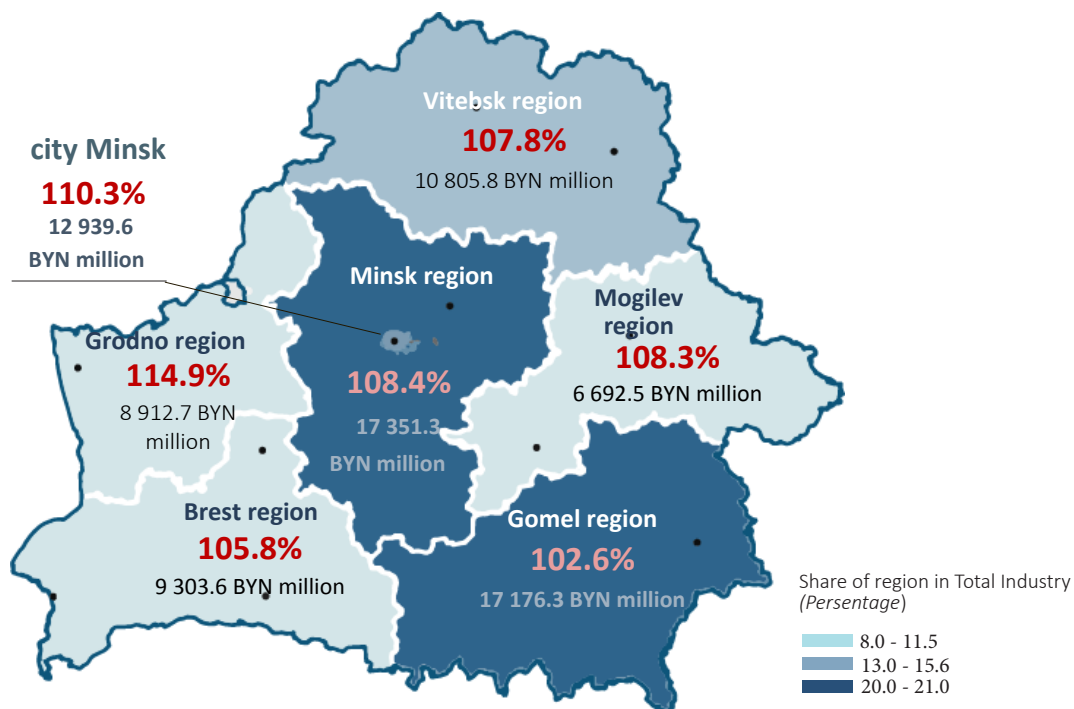 Vitebsk region
107.8%
10 805.8 BYN million
city Minsk
110.3%
12 939.6
BYN million
Minsk region
108.4%
17 351.3
BYN million
Mogilev
region
108.3%
6 692.5 BYN million
Grodno region
114.9%
8 912.7 BYN
million
Brest region
105.8%
9 303.6 BYN million
Gomel region
102.6%
17 176.3 BYN million
Share of region in Total Industry
(Persentage)
8.0 - 11.5
13.0 - 15.6
20.0 - 21.0